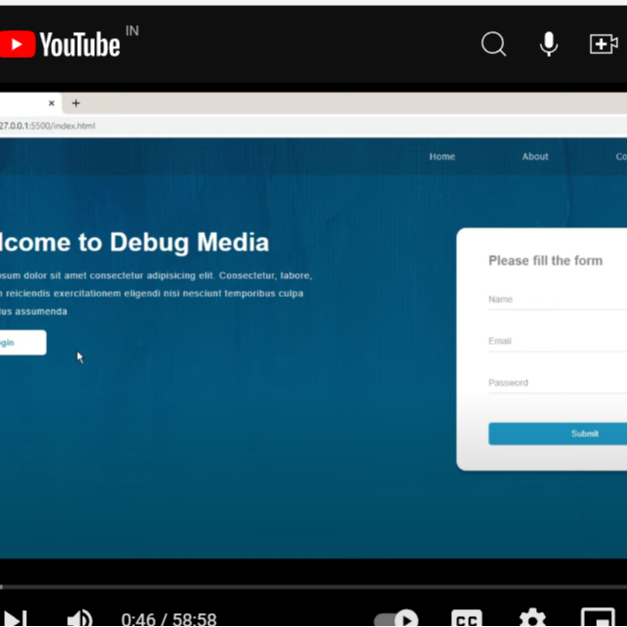 YouTube IN
27.0.0.1:5500/index.html
Home About Co
lcome to Debug Media
sum dolor sit amet consectetur adipisicing elit. Consectetur, labore,
reiciendis exercitationem eligendi nisi nesciunt temporibus culpa
us assumenda
gin
Please fill the form
Name
Email
Password
Submit
0:46 / 58:58
CC